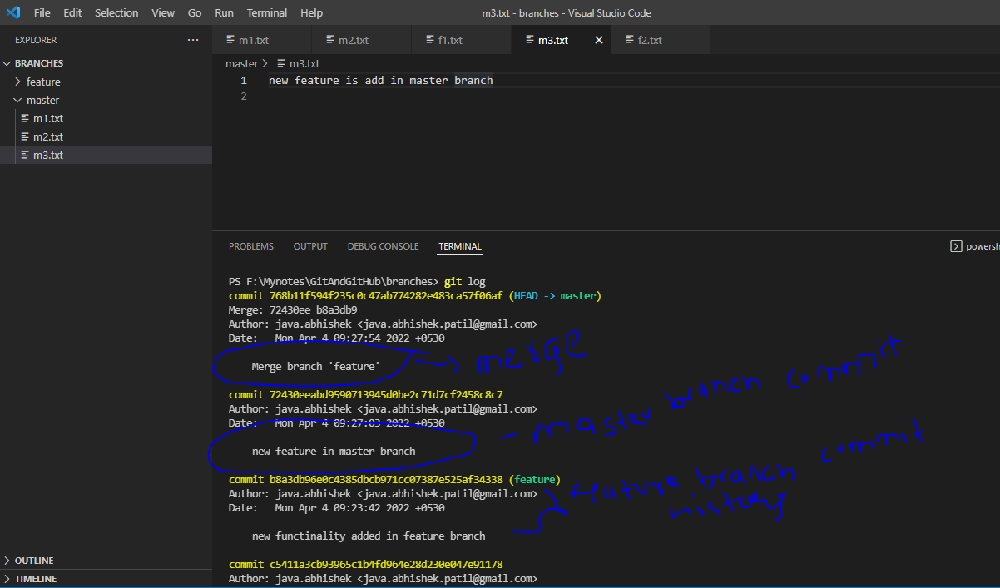 File Edit Selection View Go Run Terminal Help
m3.txt - branches - Visual Studio Code
EXPLORER
m1.txt
m2.txt
f1.txt
m3.txt
f2.txt
BRANCHES
feature
master
m1.txt
m2.txt
m3.txt
master > m3.txt
1 new feature is add in master branch
2
PROBLEMS OUTPUT DEBUG CONSOLE TERMINAL
powersh
PS F:\Mynotes\GitAndGitHub\branches> git log
commit 768b11f594f235c0c47ab774282e483ca57f06af (HEAD -> master)
Merge: 72430ee b8a3db9
Author: java.abhishek <java.abhishek.patil@gmail.com>
Date: Mon Apr 4 09:27:54 2022 +0530
Merge branch 'feature'
merge
commit 72430eeabd9590713945d0be2c71d7cf2458c8c7
Author: java.abhishek <java.abhishek.patil@gmail.com>
Date: Mon Apr 4 09:27:03 2022 +0530
master branch commit
new feature in master branch
commit b8a3db96e0c4385dbcb971cc07387e525af34338 (feature)
Author: java.abhishek <java.abhishek.patil@gmail.com>
Date: Mon Apr 4 09:23:42 2022 +0530
feature branch commit
history
new functinality added in feature branch
commit c5411a3cb93965c1b4fd964e28d230e047e91178
Author: java.abhishek <java.abhishek.patil@gmail.com>
OUTLINE
TIMELINE